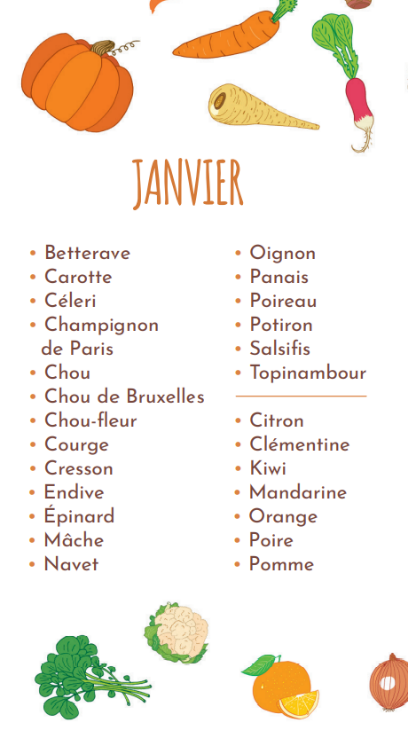 JANVIER
• Betterave
• Carotte
• Céleri
• Champignon
de Paris
• Chou
• Chou de Bruxelles
• Chou-fleur
• Courge
• Cresson
• Endive
• Épinard
• Mâche
• Navet
• Oignon
• Panais
• Poireau
• Potiron
• Salsifis
• Topinambour
• Citron
• Clémentine
• Kiwi
• Mandarine
• Orange
• Poire
• Pomme